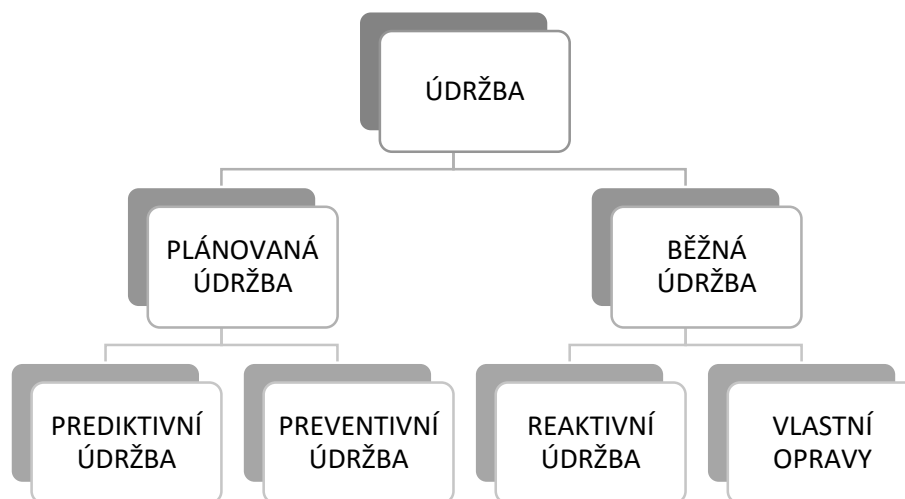 ÚDRŽBA
PLÁNOVANÁ
ÚDRŽBA
BĚŽNÁ
ÚDRŽBA
PREDIKTIVNÍ
ÚDRŽBA
PREVENTIVNÍ
ÚDRŽBA
REAKTIVNÍ
ÚDRŽBA
VLASTNÍ
OPRAVY